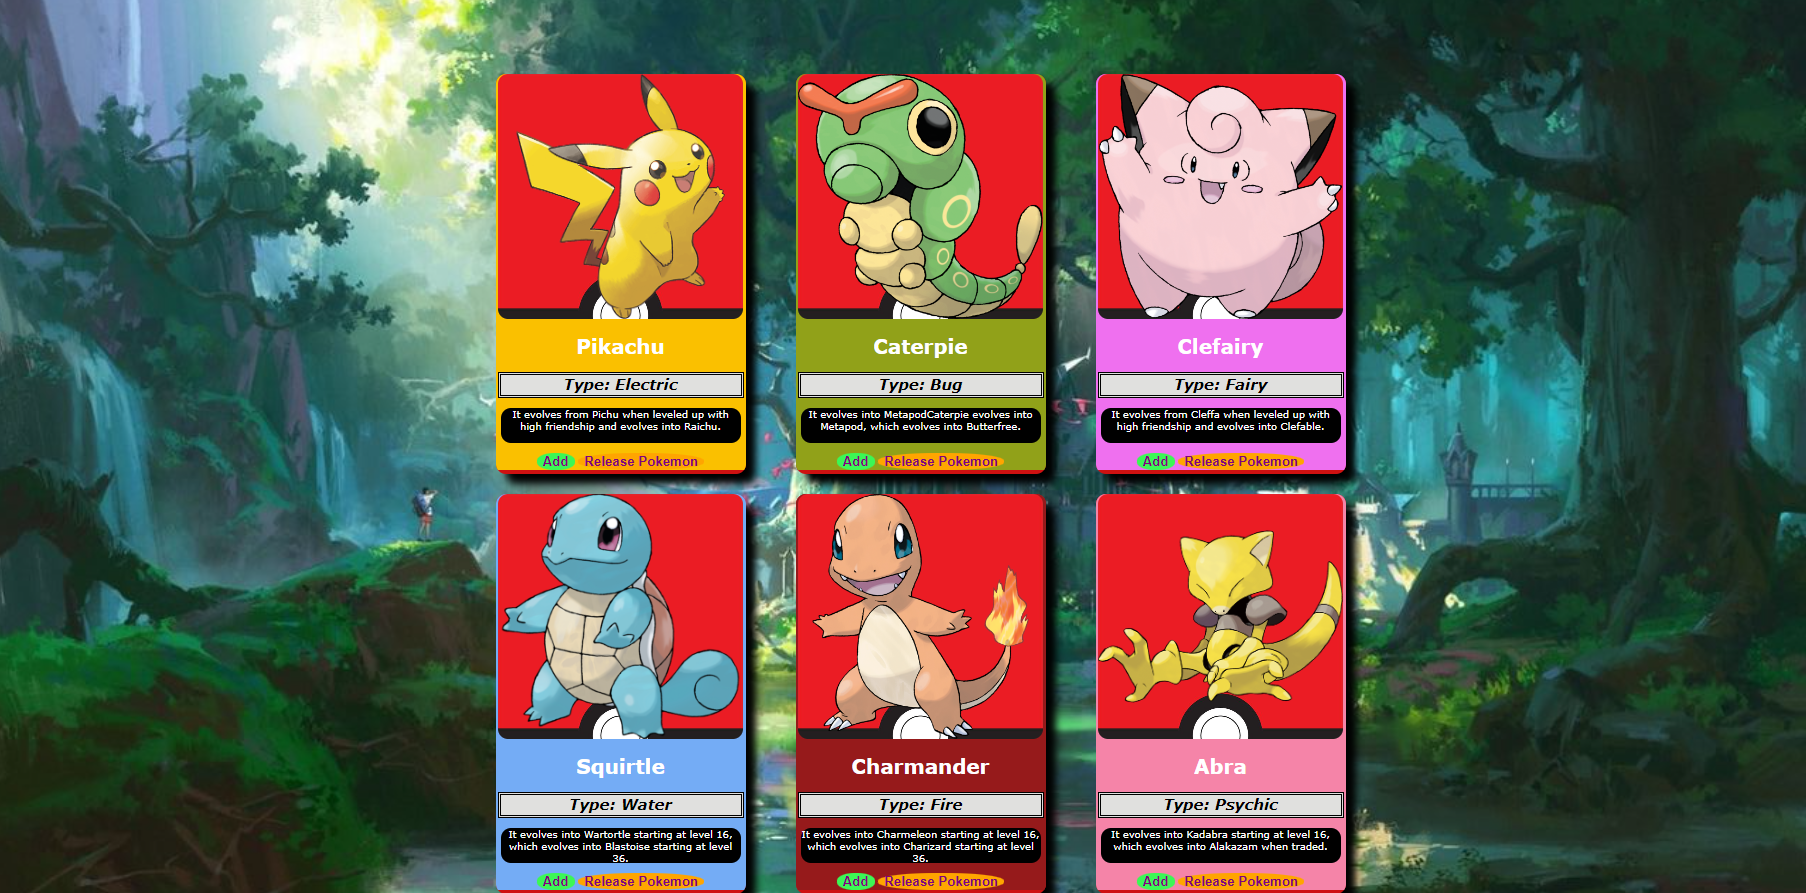 Pikachu
Type: Electric
It evolves from Pichu when leveled up with
high friendship and evolves into Raichu.
Add Release Pokemon
Caterpie
Type: Bug
It evolves into MetapodCaterpie evolves into
Metapod, which evolves into Butterfree.
Add Release Pokemon
Clefairy
Type: Fairy
It evolves from Cleffa when leveled up with
high friendship and evolves into Clefable.
Add Release Pokemon
Squirtle
Type: Water
It evolves into Wartortle starting at level 16,
which evolves into Blastoise starting at level
36.
Add Release Pokemon
Charmander
Type: Fire
It evolves into Charmeleon starting at level 16,
which evolves into Charizard starting at level
36.
Add Release Pokemon
Abra
Type: Psychic
It evolves into Kadabra starting at level 16,
which evolves into Alakazam when traded.
Add Release Pokemon